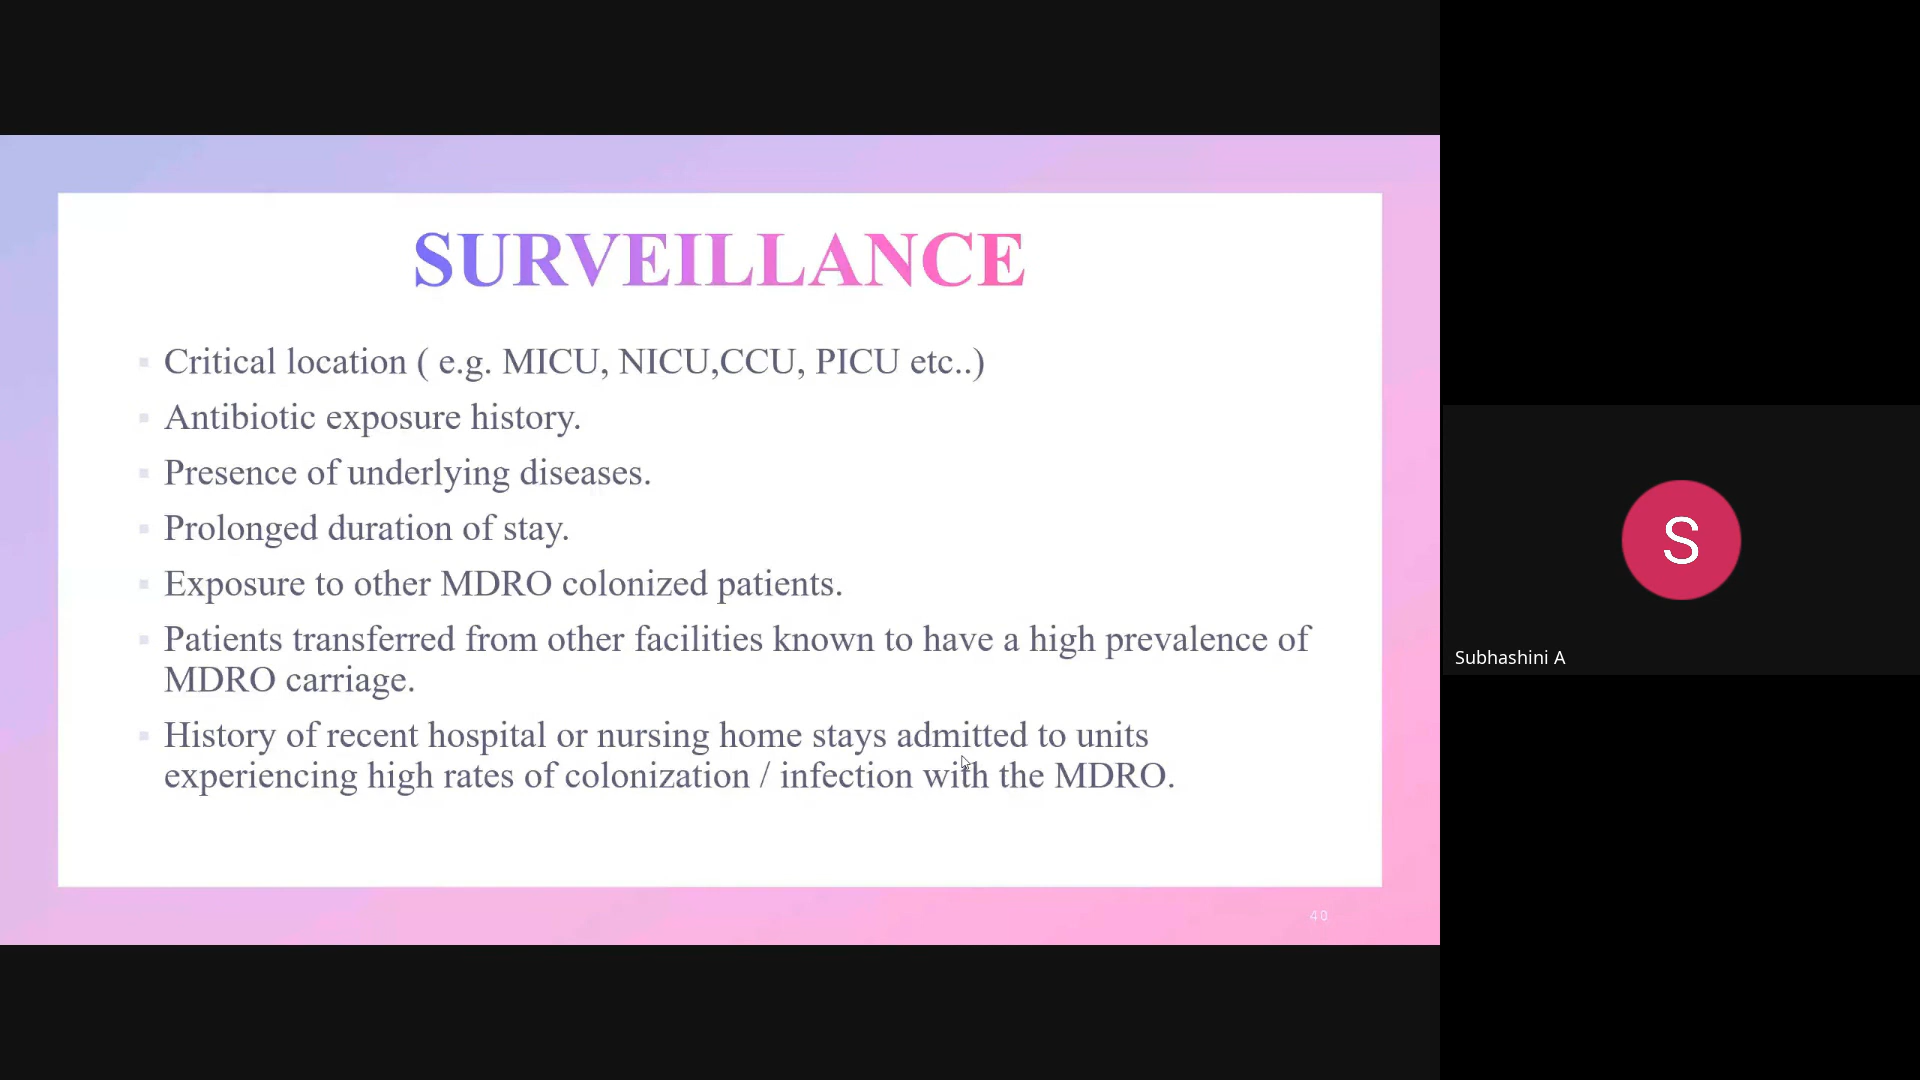 SURVEILLANCE
Critical location ( e.g. MICU, NICU,CCU, PICU etc..)
Antibiotic exposure history.
Presence of underlying diseases.
Prolonged duration of stay.
Exposure to other MDRO colonized patients.
Patients transferred from other facilities known to have a high prevalence of
MDRO carriage.
History of recent hospital or nursing home stays admitted to units
experiencing high rates of colonization / infection with the MDRO.
40
S
Subhashini A